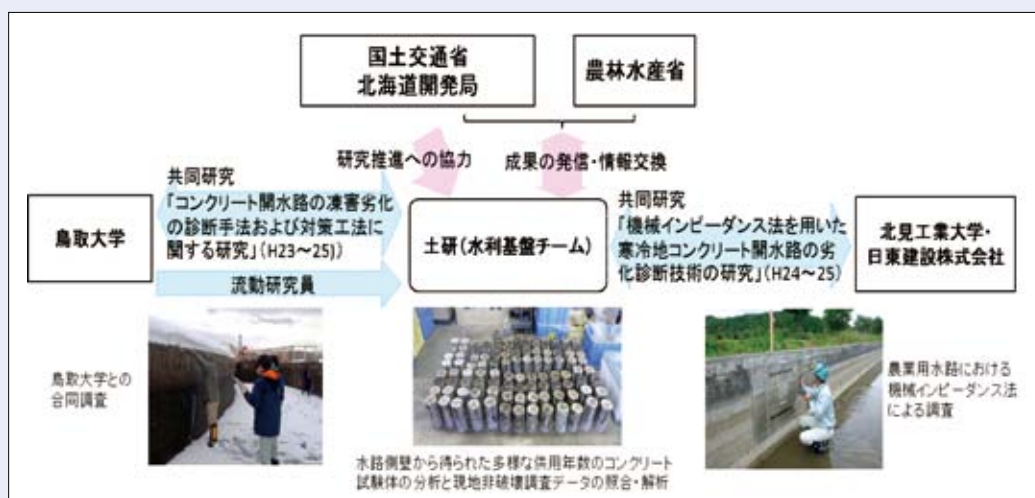 国土交通省
北海道開発局
農林水産省
研究推進への協力
成果の発信・情報交換
共同研究
「コンクリート開水路の凍害劣化
の診断手法および対策工法に
関する研究」(H23～25)
鳥取大学
流動研究員
土研(水利基盤チーム)
共同研究
「機械インピーダンス法を用いた
寒冷地コンクリート開水路の劣
化診断技術の研究」(H24～25)
北見工業大学・
日東建設株式会社
鳥取大学との
合同調査
水路側壁から得られた多様な供用年数のコンクリート
試験体の分析と現地非破壊調査データの照合・解析
農業用水路における
機械インピーダンス法
による調査